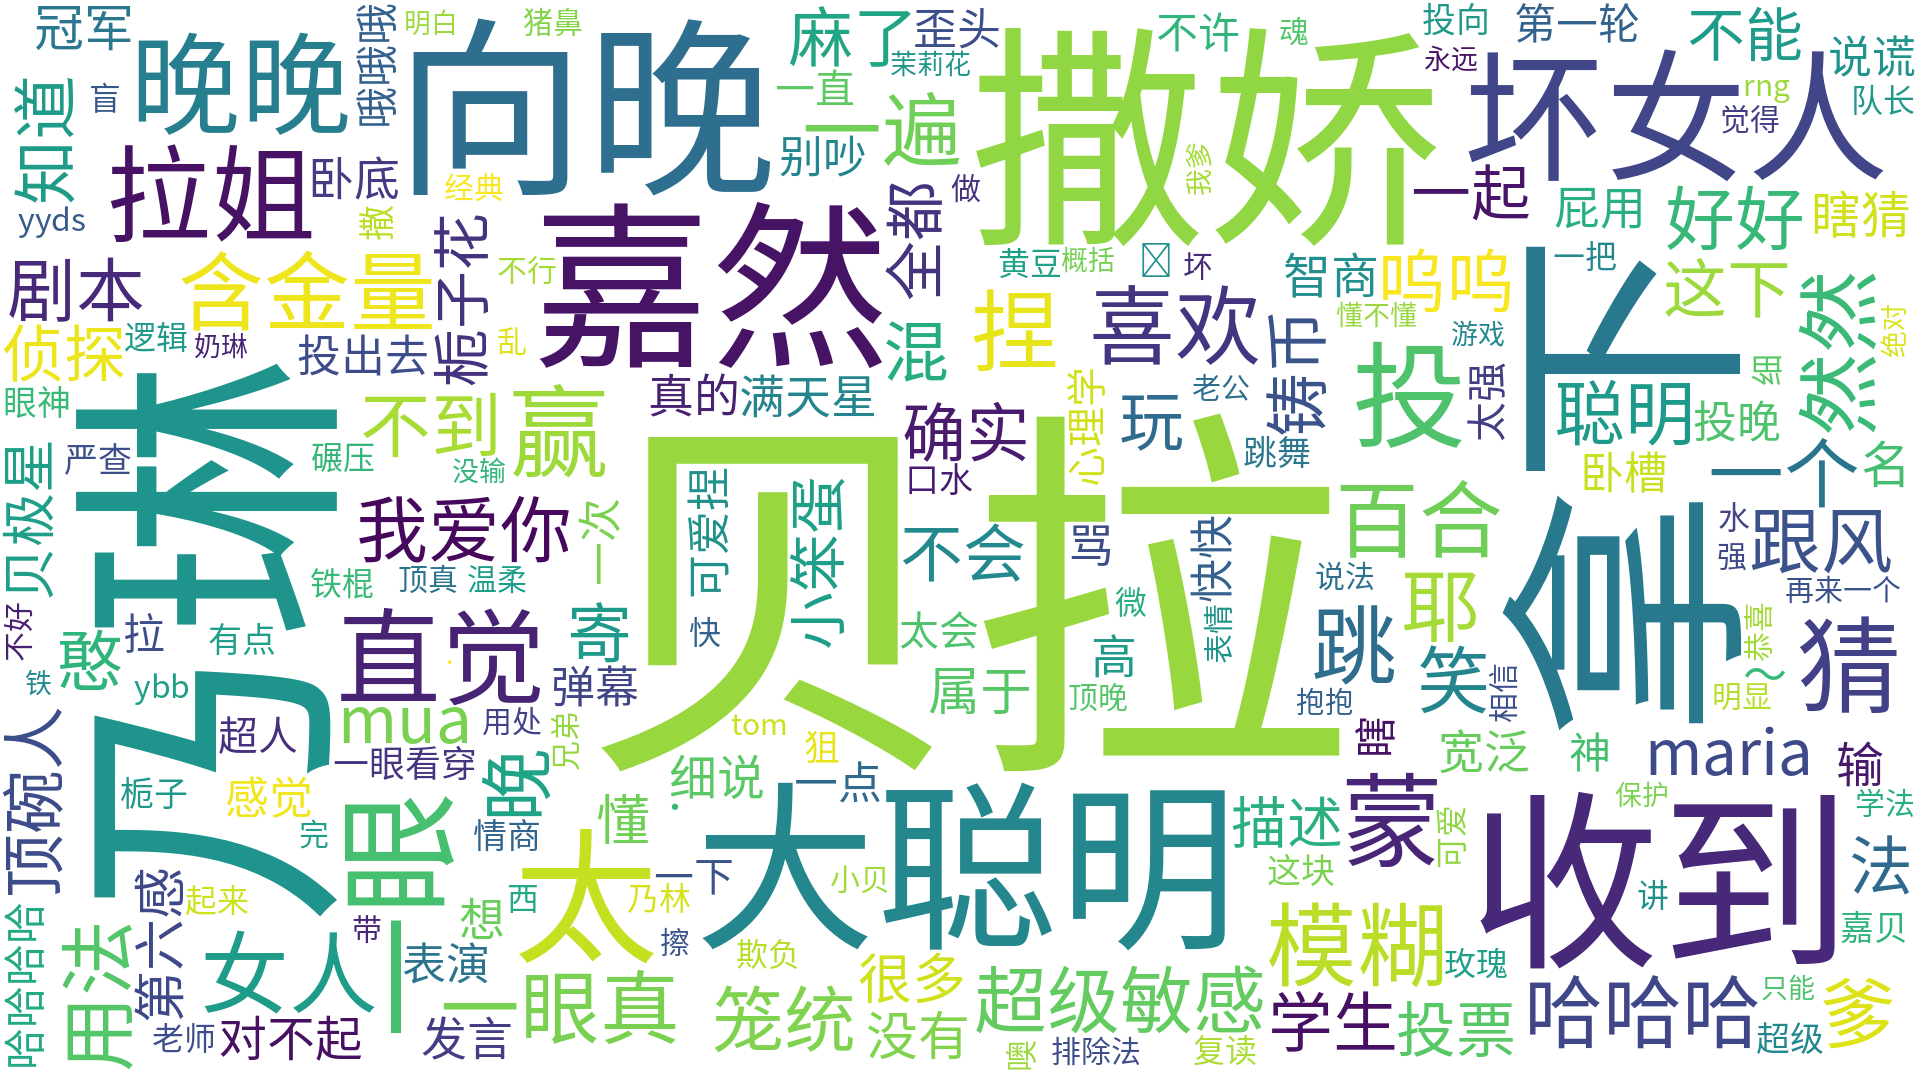 冠军
晚晚
哦哦哦
明白
猪鼻
向晚
麻了
歪头
茉莉花
不许
魂
撒娇
投向
永远
第一轮
不能
说谎
rng
队长
觉得
坏女人
盲
知道
一直
一遍
别吵
拉姐
卧底
经典
我爹
一起
屁用
好好
瞎猜
yyds
撤
栀子花
全都
做
剧本
含金量
不行
嘉然
黄豆
概括
坏
智商
呜呜
一把
这下
然然
侦探
逻辑
奶琳
投出去
乱
混
捏
喜欢
铸币
懂不懂
游戏
绝对
下
眼神
乃琳
不到
赢
真的
满天星
心理学
玩
老公
投
太强
聪明
组
投晚
贝极星
严查
碾压
没输
确实
口水
跳舞
卧槽
一个
名
我爱你
一次
可爱捏
小笨蛋
贝拉
不会
骂
快快
百合
拿
水
强
跟风
铁棍
顶真
温柔
说法
再来一个
不好
憨
拉
有点
直觉
寄
快
太会
微
表情
耶
跳
恭喜
猜
铁
ybb
弹幕
属于
高
笑
相信
抱抱
顶晚
明显
～
顶碗人
超人
mua
用处
兄弟
tom
狙
瞎
宽泛
神
maria
输
一眼看穿
栀子
感觉
一眼
晚
细说
一点
大聪明
描述
蒙
可爱
保护
收到
学法
完
情商
懂
太
一下
小贝
这块
讲
法
哈哈哈哈
用法
第六感
起来
女人
带
想
西
乃林
擦
欺负
模糊
玫瑰
嘉贝
表演
一眼真
笼统
很多
没有
超级敏感
学生
投票
哈哈哈
只能
爹
老师
对不起
发言
噢
排除法
复读
超级